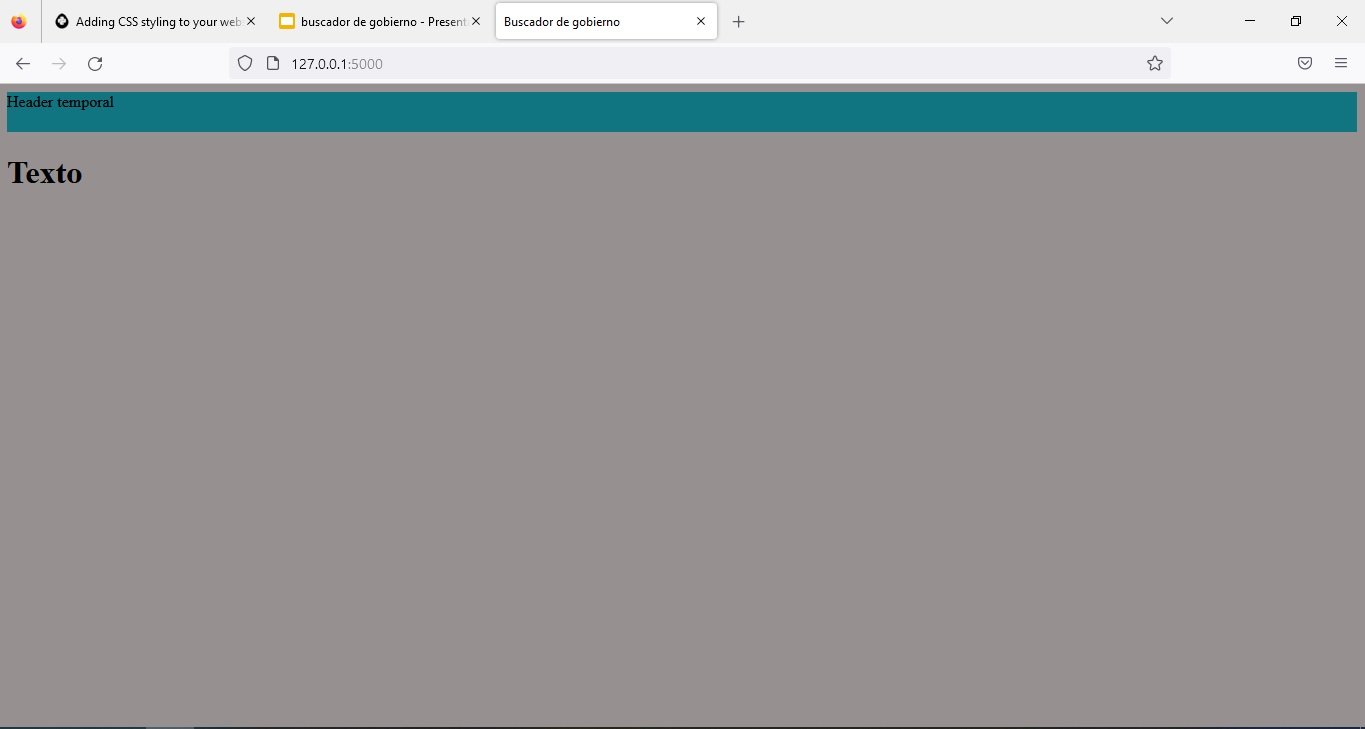 Adding CSS styling to your web
buscador de gobierno - Present
Buscador de gobierno
127.0.0.1:5000
Header temporal
Texto